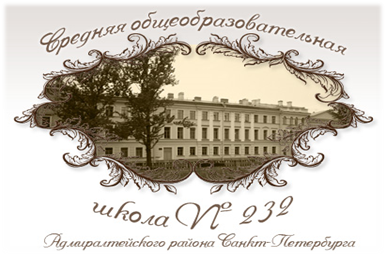 Средняя общеобразовательная
школа № 232
Адмиралтейского района Санкт-Петербурга